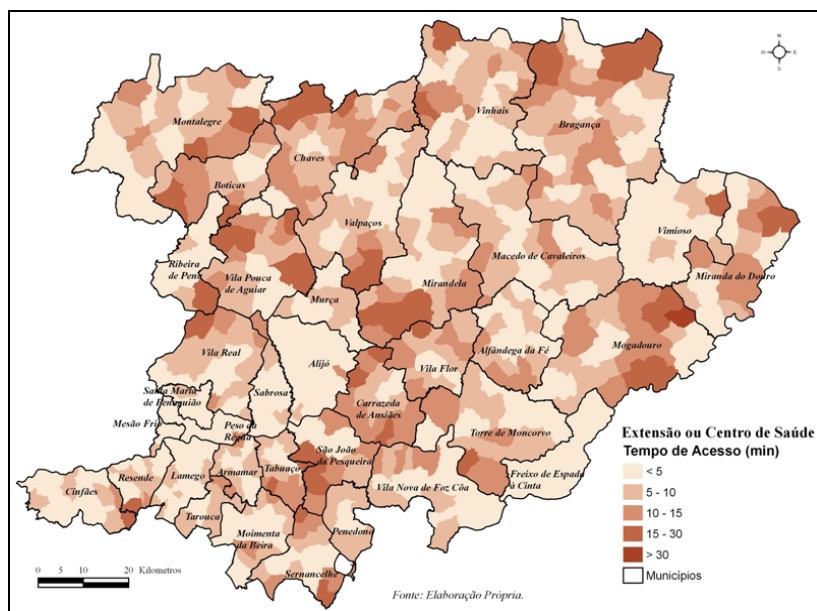 N
W E
S
Montalegre
Vinhais
Bragança
Chaves
Boticas
Valpaços
Vimioso
Ribeira
de Pena
Macedo de Cavaleiros
Vila Pouca
de Aguiar
Mirandela
Miranda do Douro
Murça
Mogadouro
Vila Real
Alijó
Alfândega da Fé
Vila Flor
Sabrosa
Santa Marta
de Penaguião
Carrazeda
de Ansiães
Mesão Frio
Peso da
Régua
Torre de Moncorvo
São João
da Pesqueira
Freixo de Espada
à Cinta
Cinfães
Resende
Lamego
Armamar
Tabuaço
Vila Nova de Foz Côa
Tarouca
Moimenta
da Beira
Penedono
Sernancelhe
Extensão ou Centro de Saúde
Tempo de Acesso (min)
< 5
5 - 10
10 - 15
15 - 30
> 30
Municípios
0 5 10 20 Kilometros
Fonte: Elaboração Própria.